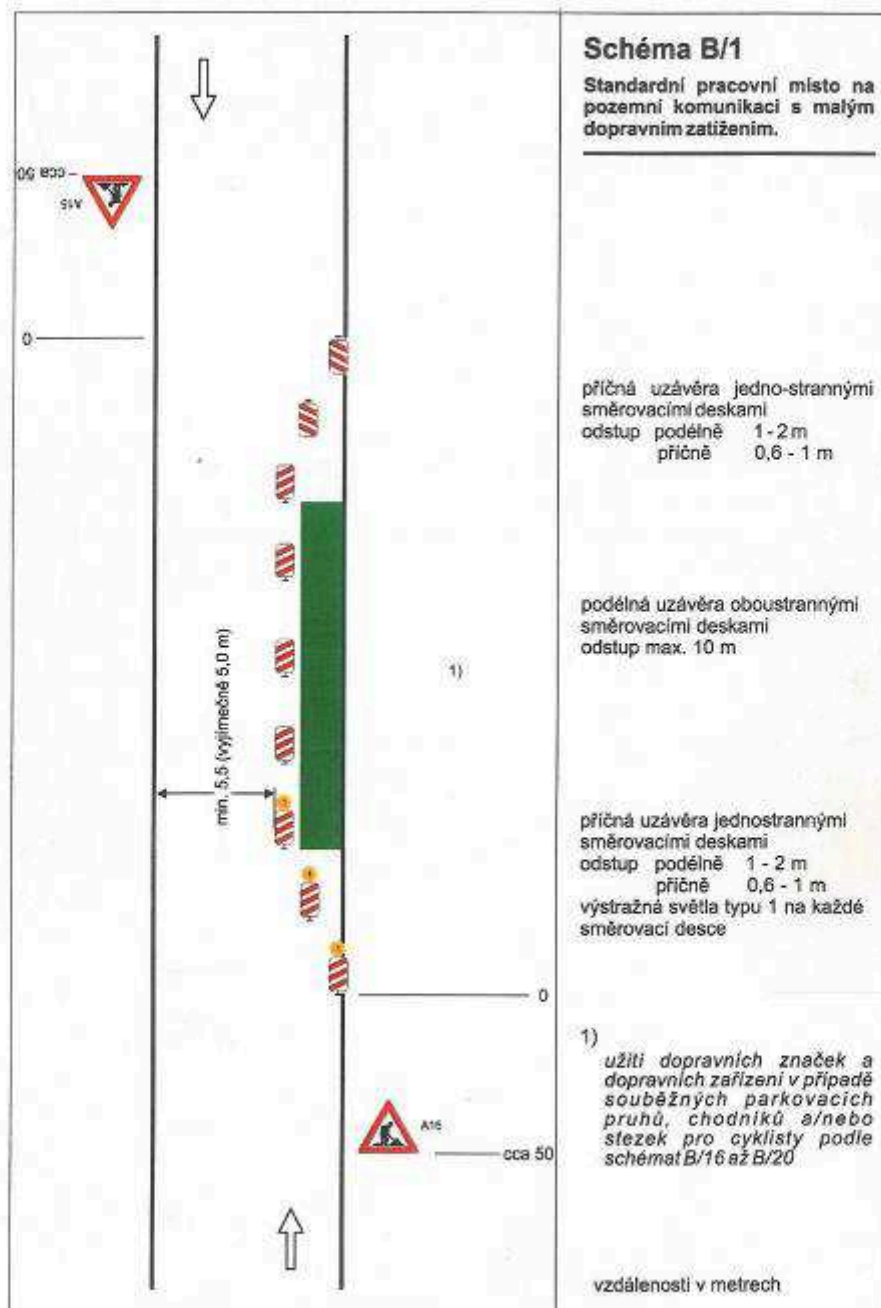 Schéma B/1
Standardní pracovní místo na
pozemní komunikaci s malým
dopravním zatížením.
cca 50
A15
0
příčná uzávěra jedno-strannými
směrovacími deskami
odstup podélně 1 - 2 m
příčně 0,6 - 1 m
podélná uzávěra oboustrannými
směrovacími deskami
odstup max. 10 m
1)
min. 5,5 (vyjímečně 5,0 m)
příčná uzávěra jednostrannými
směrovacími deskami
odstup podélně 1 - 2 m
příčně 0,6 - 1 m
výstražná světla typu 1 na každé
směrovací desce
0
1)
užití dopravních značek a
dopravních zařízení v případě
souběžných parkovacích
pruhů, chodníků a/nebo
stezek pro cyklisty podle
schémat B/16 až B/20
A15
cca 50
vzdálenosti v metrech